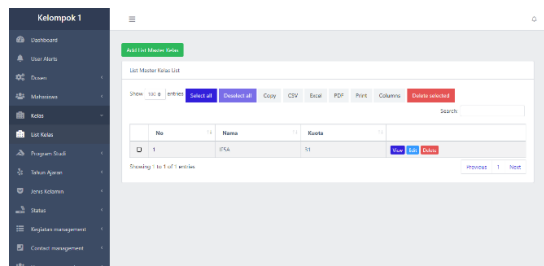 Kelompok 1
Dashboard
User Alerts
Dosen
Mahasiswa
Kelas
List Kelas
Program Studi
Tahun Ajaran
Jenis Kelamin
Status
Kegiatan management
Contact management
Add List Master Kelas
List Master Kelas List
Show 100 entries Select all Deselect all Copy CSV Excel PDF Print Columns Delete selected
Search:
No Nama Kuota
1 31 View Edit Delete
Showing 1 to 1 of 1 entries
Previous 1 Next